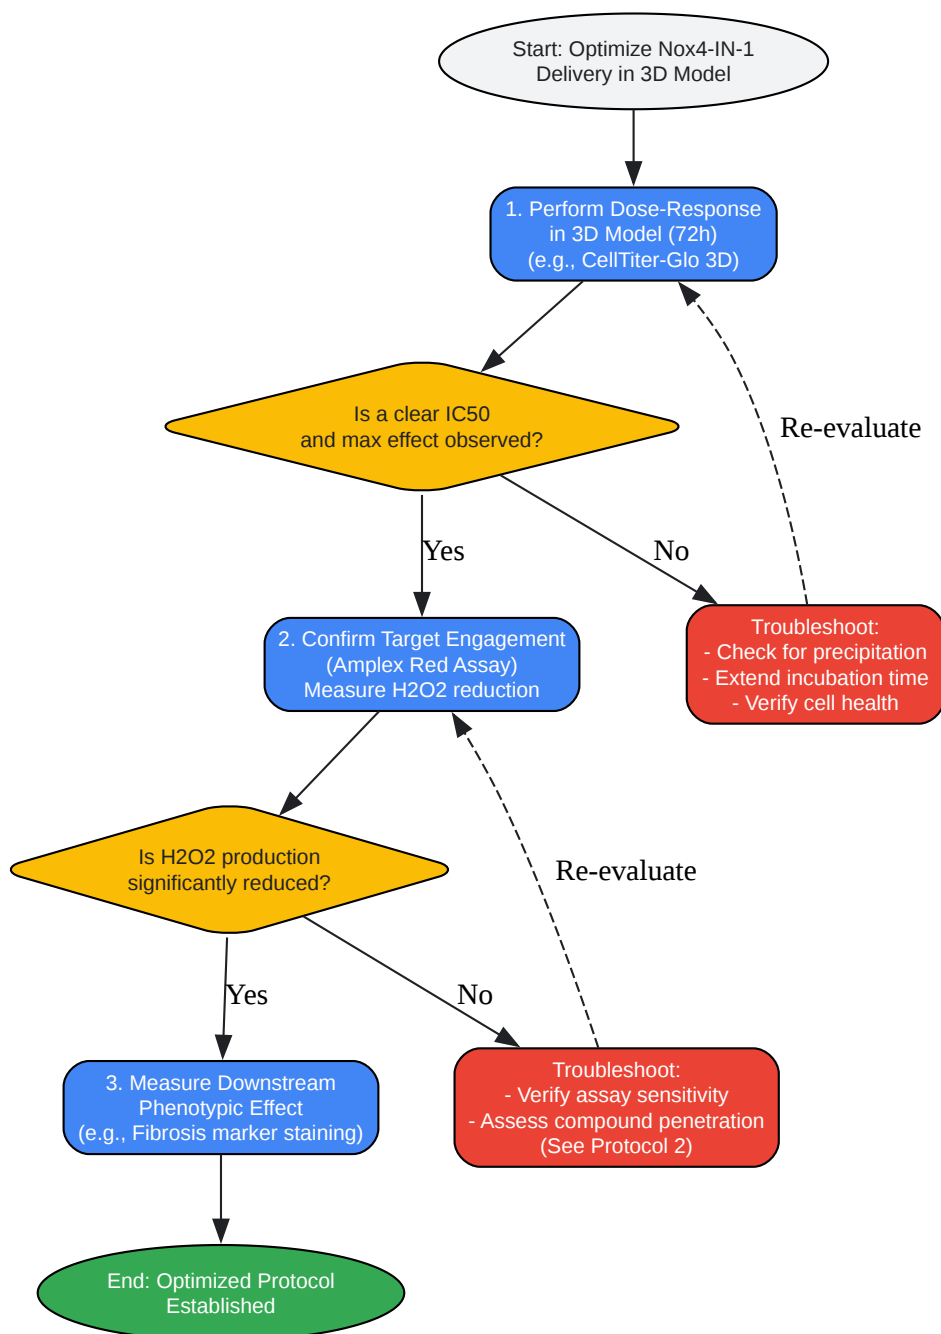 Start: Optimize Nox4-IN-1
Delivery in 3D Model
1. Perform Dose-Response
in 3D Model (72h)
(e.g., CellTiter-Glo 3D)
Is a clear IC50
and max effect observed?
Re-evaluate
Yes
No
2. Confirm Target Engagement
(Amplex Red Assay)
Measure H2O2 reduction
Troubleshoot:
- Check for precipitation
- Extend incubation time
- Verify cell health
Is H2O2 production
significantly reduced?
Re-evaluate
Yes
No
3. Measure Downstream
Phenotypic Effect
(e.g., Fibrosis marker staining)
Troubleshoot:
- Verify assay sensitivity
- Assess compound penetration
(See Protocol 2)
End: Optimized Protocol
Established